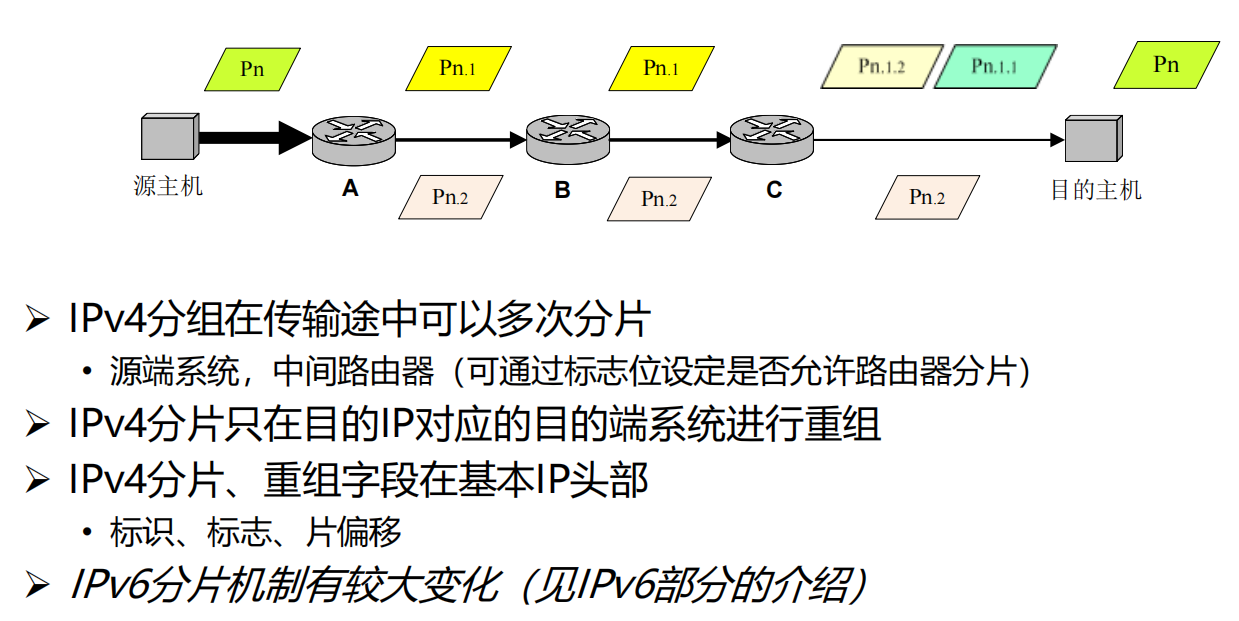 Pn Pn.1 Pn.1 Pn.1.2 Pn.1.1 Pn
源主机 A B C 目的主机
Pn.2 Pn.2 Pn.2
➢ IPv4分组在传输途中可以多次分片
• 源端系统，中间路由器（可通过标志位设定是否允许路由器分片）
➢ IPv4分片只在目的IP对应的目的端系统进行重组
➢ IPv4分片、重组字段在基本IP头部
• 标识、标志、片偏移
➢ IPv6分片机制有较大变化（见IPv6部分的介绍）